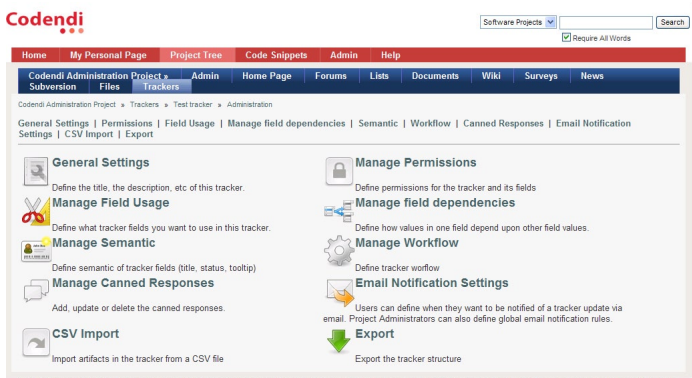 Codendi
Software Projects
Search
Require All Words
Home My Personal Page Project Tree Code Snippets Admin Help
Codendi Administration Project » Admin Home Page Forums Lists Documents Wiki Surveys News
Subversion Files Trackers
Codendi Administration Project » Trackers » Test tracker » Administration
General Settings | Permissions | Field Usage | Manage field dependencies | Semantic | Workflow | Canned Responses | Email Notification
Settings | CSV Import | Export
General Settings
Define the title, the description, etc of this tracker.
Manage Permissions
Define permissions for the tracker and its fields
Manage Field Usage
Define what tracker fields you want to use in this tracker.
Manage field dependencies
Define how values in one field depend upon other field values.
Manage Semantic
Define semantic of tracker fields (title, status, tooltip)
Manage Workflow
Define tracker worflow
Manage Canned Responses
Add, update or delete the canned responses.
Email Notification Settings
Users can define when they want to be notified of a tracker update via
email. Project Administrators can also define global email notification rules.
CSV Import
Import artifacts in the tracker from a CSV file
Export
Export the tracker structure